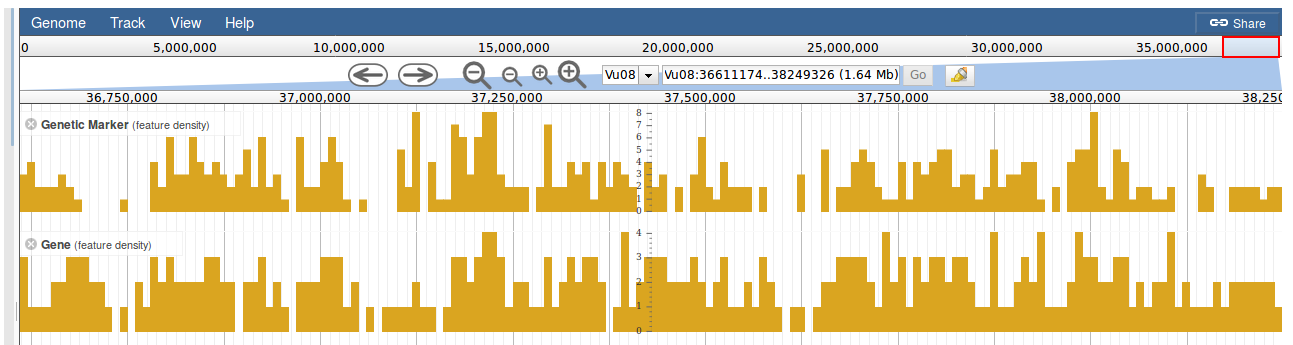 Genome Track View Help Share
0 5,000,000 10,000,000 15,000,000 20,000,000 25,000,000 30,000,000 35,000,000
Vu08 Vu08:36611174..38249326 (1.64 Mb) Go
36,750,000 37,000,000 37,250,000 37,500,000 37,750,000 38,000,000 38,250
Genetic Marker (feature density)
8
7
6
5
4
3
2
1
0
Gene (feature density)
4
3
2
1
0